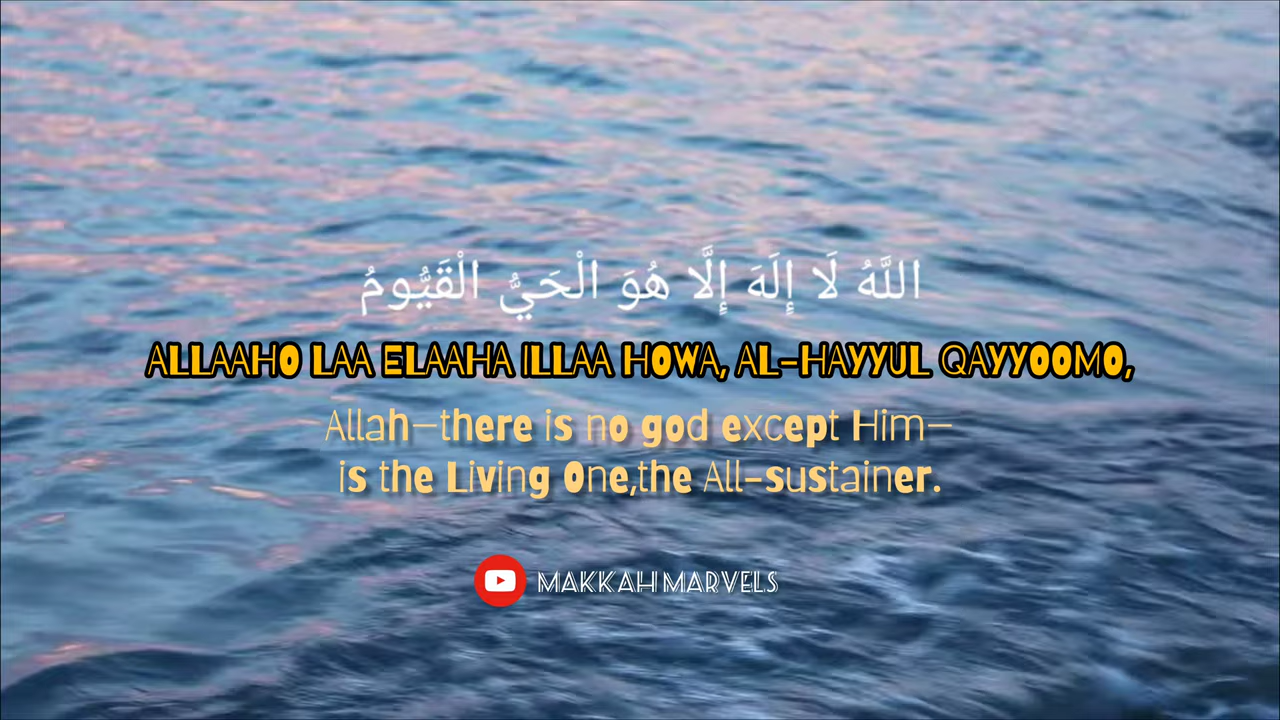 اللَّهُ لَا إِلَهَ إِلَّا هُوَ الْحَيُّ الْقَيُّومُ
ALLAAHO LAA ELAAHA ILLAA HOWA, AL-HAYYUL QAYYOOMO,
Allah—there is no god except Him—
is the Living One,the All-sustainer.
MAKKAH MARVELS